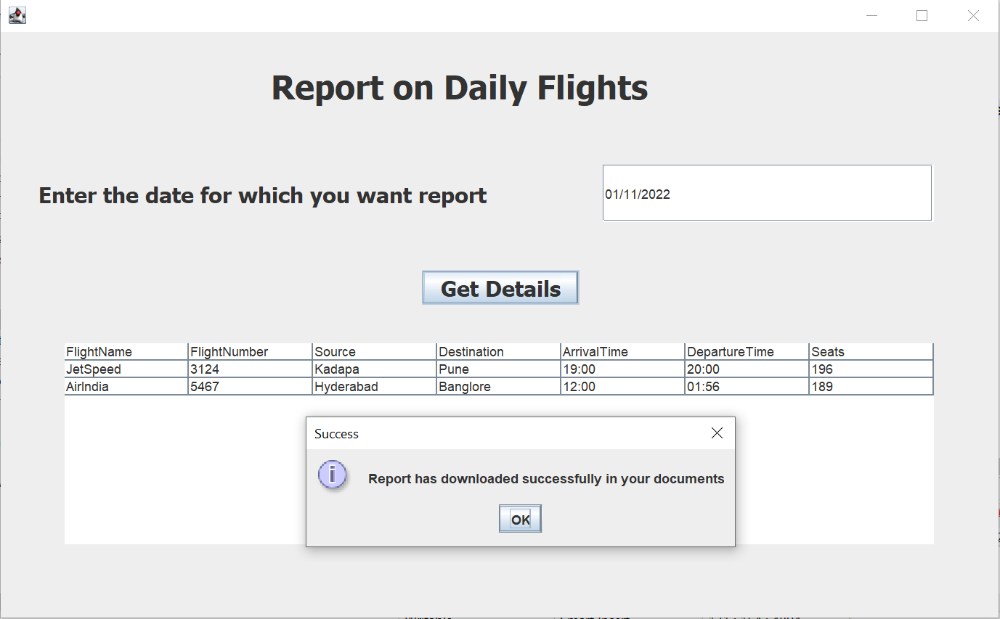 Report on Daily Flights
Enter the date for which you want report
01/11/2022
Get Details
FlightName FlightNumber Source Destination ArrivalTime DepartureTime Seats
JetSpeed 3124 Kadapa Pune 19:00 20:00 196
AirIndia 5467 Hyderabad Banglore 12:00 01:56 189
Success
Report has downloaded successfully in your documents
OK